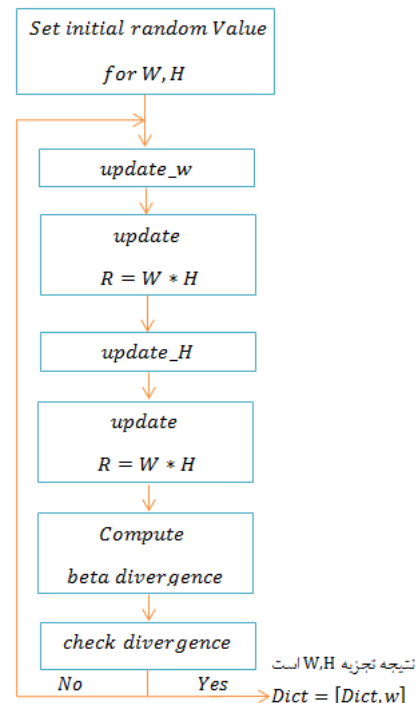 Set initial random Value
for W, H
update_w
update
R = W * H
update_H
update
R = W * H
Compute
beta divergence
check divergence
نتیجه تجزیه W,H است
No
Yes
Dict = [Dict, w]